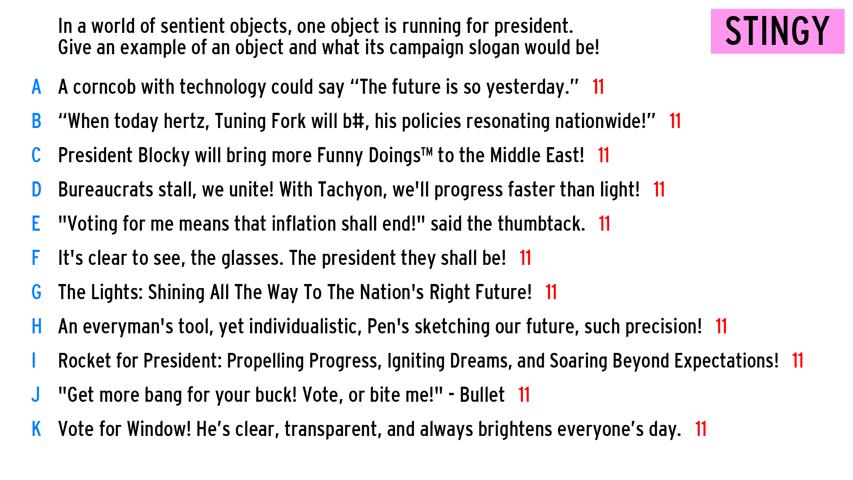 In a world of sentient objects, one object is running for president.
Give an example of an object and what its campaign slogan would be!
STINGY
A A corncob with technology could say “The future is so yesterday.” 11
B “When today hertz, Tuning Fork will b#, his policies resonating nationwide!” 11
C President Blocky will bring more Funny Doings™ to the Middle East! 11
D Bureaucrats stall, we unite! With Tachyon, we'll progress faster than light! 11
E "Voting for me means that inflation shall end!" said the thumbtack. 11
F It's clear to see, the glasses. The president they shall be! 11
G The Lights: Shining All The Way To The Nation's Right Future! 11
H An everyman's tool, yet individualistic, Pen's sketching our future, such precision! 11
I Rocket for President: Propelling Progress, Igniting Dreams, and Soaring Beyond Expectations! 11
J "Get more bang for your buck! Vote, or bite me!" - Bullet 11
K Vote for Window! He’s clear, transparent, and always brightens everyone’s day. 11